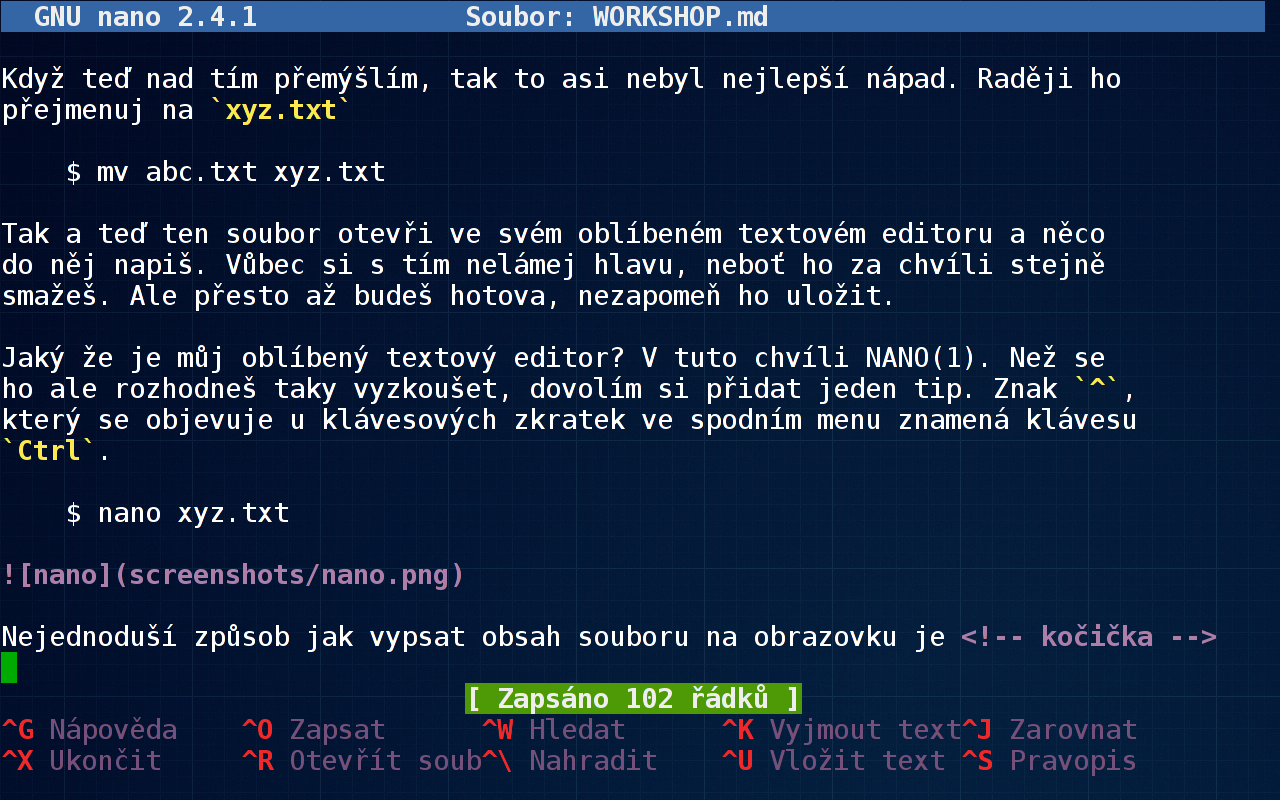 GNU nano 2.4.1 Soubor: WORKSHOP.md
Když teď nad tím přemýšlím, tak to asi nebyl nejlepší nápad. Raději ho
přejmenuj na `xyz.txt`
$ mv abc.txt xyz.txt
Tak a teď ten soubor otevři ve svém oblíbeném textovém editoru a něco
do něj napiš. Vůbec si s tím nelámej hlavu, neboť ho za chvíli stejně
smažeš. Ale přesto až budeš hotova, nezapomeň ho uložit.
Jaký že je můj oblíbený textový editor? V tuto chvíli NANO(1). Než se
ho ale rozhodneš taky vyzkoušet, dovolím si přidat jeden tip. Znak `^`,
který se objevuje u klávesových zkratek ve spodním menu znamená klávesu
`Ctrl`.
$ nano xyz.txt
![nano](screenshots/nano.png)
Nejednoduší způsob jak vypsat obsah souboru na obrazovku je <!-- kočička -->
[ Zapsáno 102 řádků ]
^G Nápověda ^O Zapsat ^W Hledat ^K Vyjmout text^J Zarovnat
^X Ukončit ^R Otevřít soub^\ Nahradit ^U Vložit text ^S Pravopis